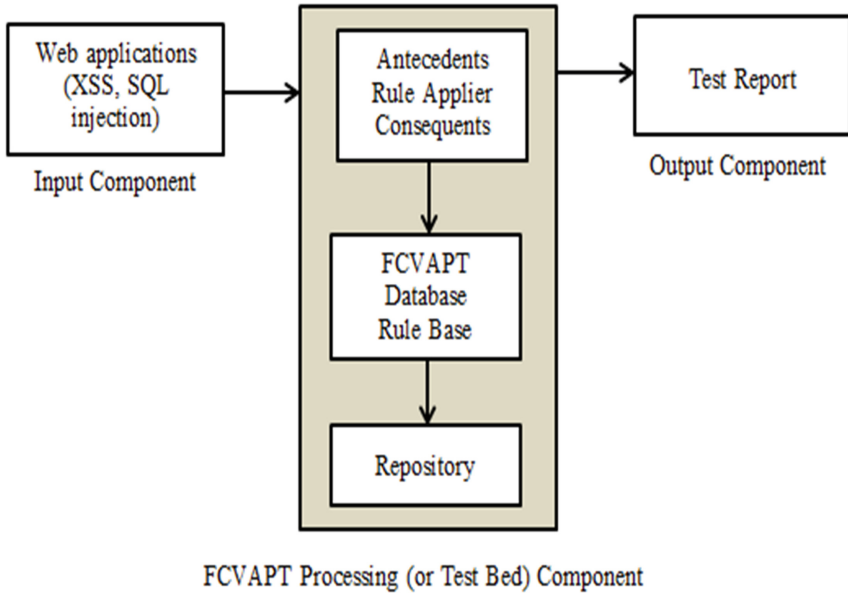 Web applications
(XSS, SQL
injection)
Input Component
Antecedents
Rule Applier
Consequents
FCVAPT
Database
Rule Base
Repository
Test Report
Output Component
FCVAPT Processing (or Test Bed) Component